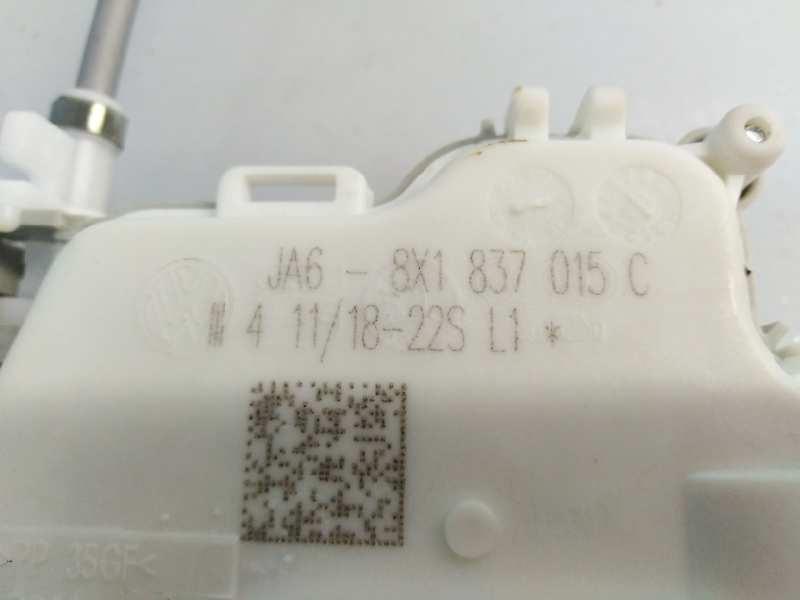 JA6 - 8X1 837 015 C
4 11/18-22S L1 *
>PP 35GF<